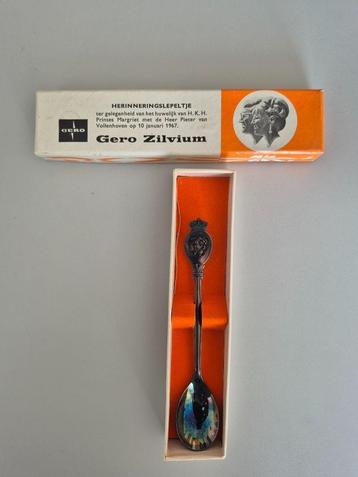 GERO
HERINNERINGSLEPELTJE
ter gelegenheid van het huwelijk van H. K. H.
Prinses Margriet met de Heer Pieter van
Vollenhoven op 10 januari 1967.
Gero Zilvium